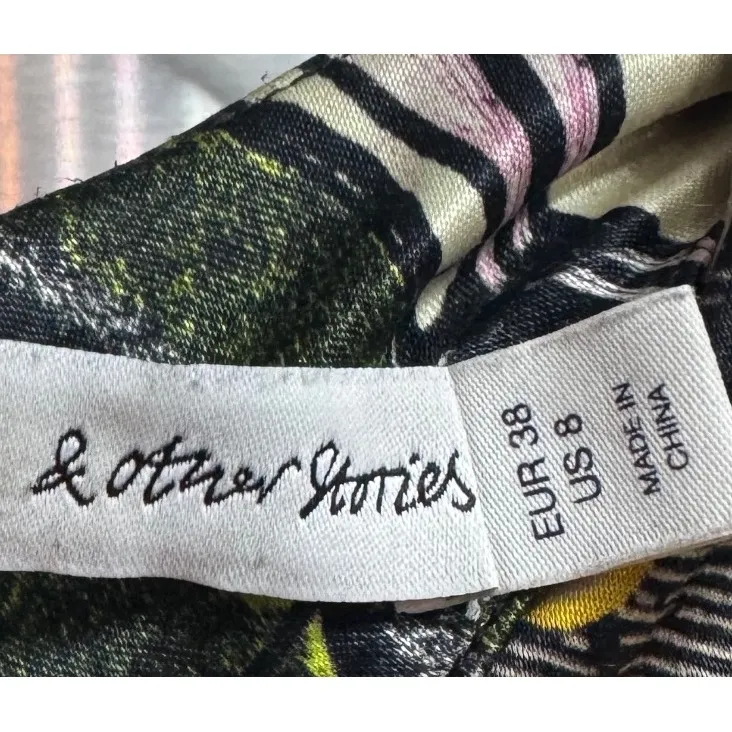 & other Stories
EUR 38
US 8
MADE IN
CHINA